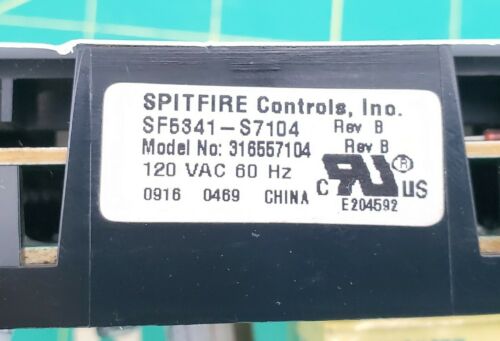 SPITFIRE Controls, Inc.
SF5341-S7104 Rev B
Model No: 316557104 Rev B
120 VAC 60 Hz
0916 0469 CHINA
C RU ® US
E204592